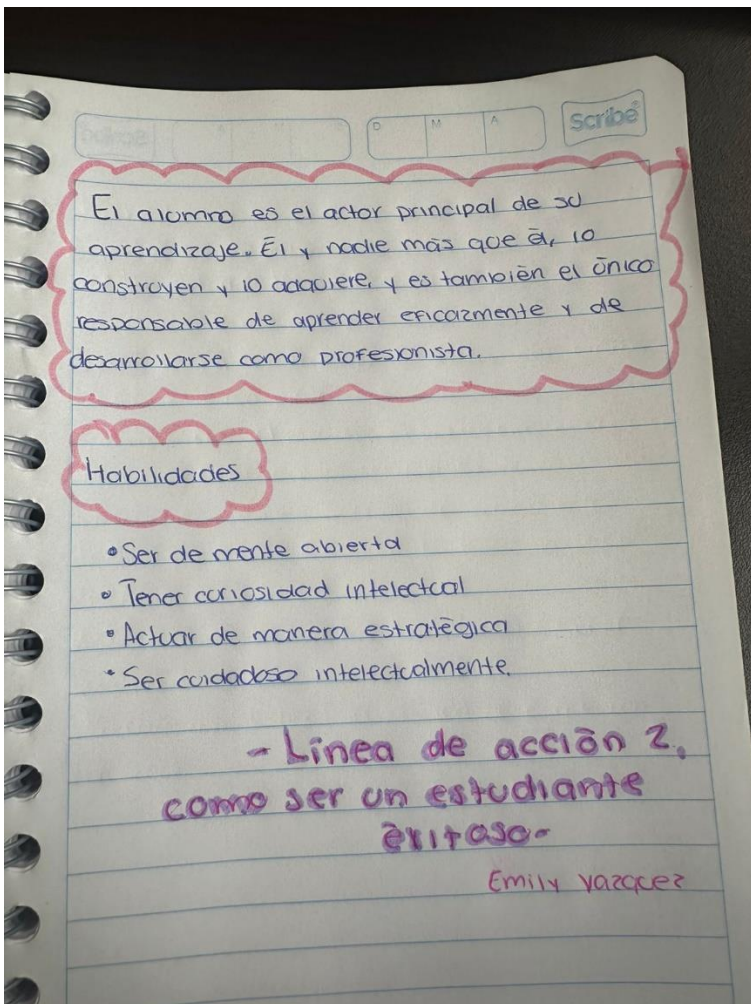 Scribe
D M A
El alumno es el actor principal de su
aprendizaje. Él y nadie más que él, lo
construyen y lo adquiere, y es también el único
responsable de aprender eficazmente y de
desarrollarse como profesionista.
Habilidades
• Ser de mente abierta
• Tener curiosidad intelectual
• Actuar de manera estratégica
• Ser cuidadoso intelectualmente.
- Linea de acción 2,
como ser un estudiante
éxitoso-
Emily Vazquez